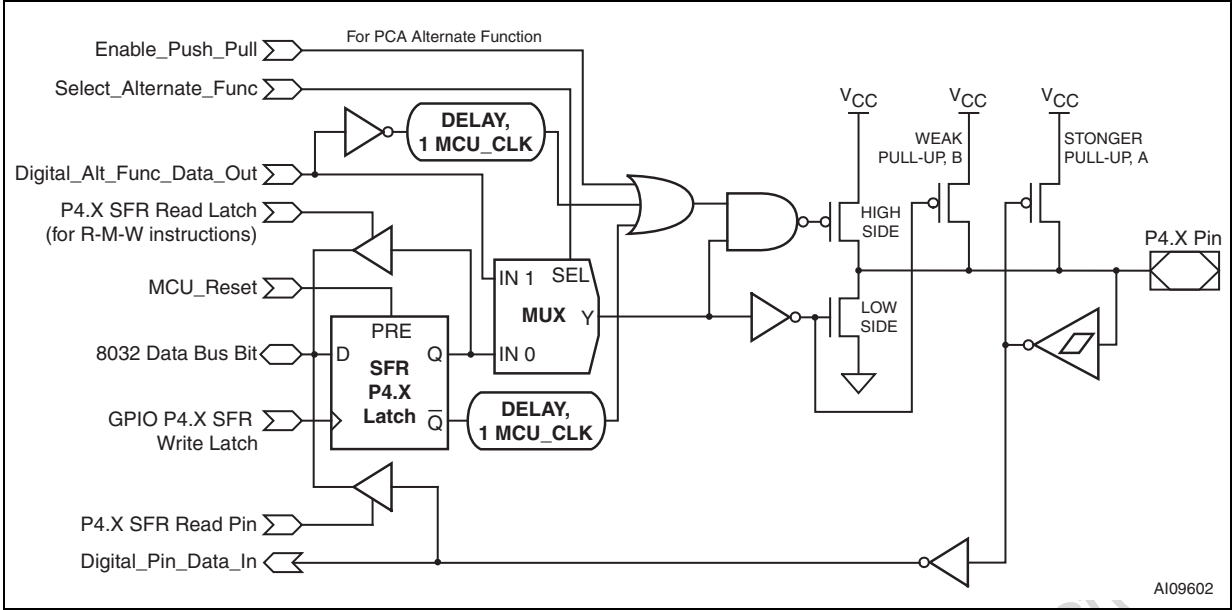 Enable_Push_Pull
For PCA Alternate Function
Select_Alternate_Func
DELAY,
1 MCU_CLK
Digital_Alt_Func_Data_Out
P4.X SFR Read Latch
(for R-M-W instructions)
MCU_Reset
8032 Data Bus Bit
GPIO P4.X SFR
Write Latch
P4.X SFR Read Pin
Digital_Pin_Data_In
PRE
D
Q
SFR
P4.X
Latch
Q
DELAY,
1 MCU_CLK
IN 1
SEL
MUX
Y
IN 0
VCC
HIGH
SIDE
LOW
SIDE
VCC
WEAK
PULL-UP, B
VCC
STONGER
PULL-UP, A
P4.X Pin
AI09602